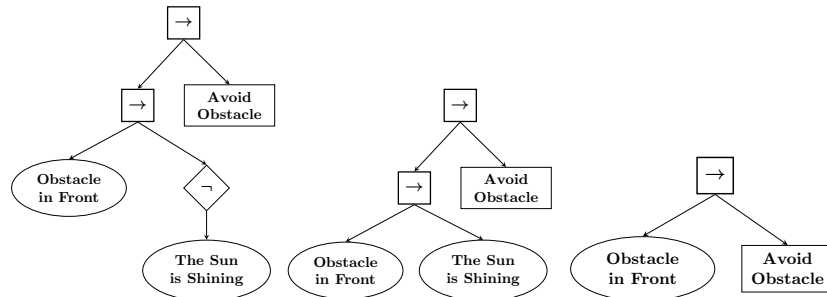 →
→
Avoid
Obstacle
Obstacle
in Front
¬
The Sun
is Shining
→
→
Avoid
Obstacle
Obstacle
in Front
The Sun
is Shining
→
Obstacle
in Front
Avoid
Obstacle